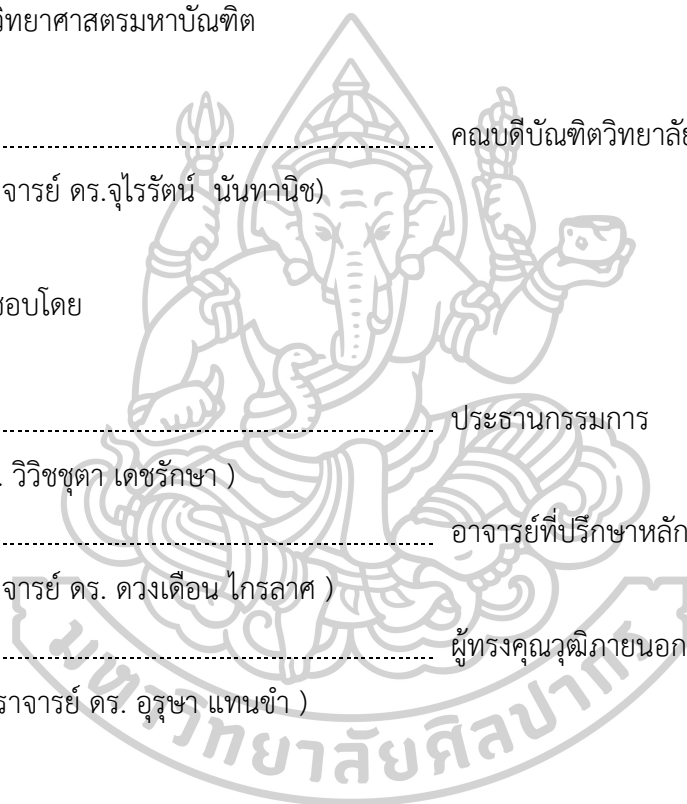 วิทยาศาสตรมหาบัณฑิต
คณบดีบัณฑิตวิทยาลัย
จารย์ ดร.จุไรรัตน์ นันทานิช)
สอบโดย
ประธานกรรมการ
. วิวิชชุตา เดชรักษา )
อาจารย์ที่ปรึกษาหลัก
จารย์ ดร. ดวงเดือน ไกรลาศ )
ผู้ทรงคุณวุฒิภายนอก
ราจารย์ ดร. อุรุษา แทนขำ )
มหาวิทยาลัยศิลปากร